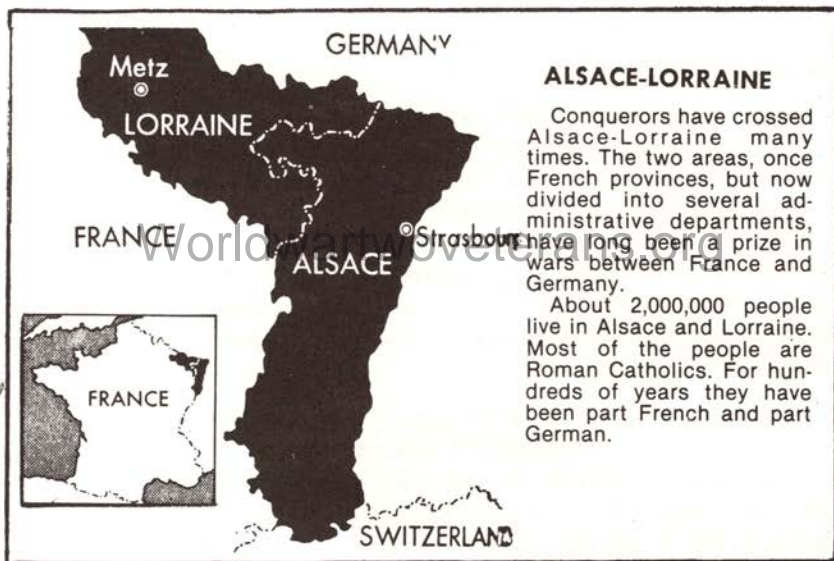 GERMANY
Metz
LORRAINE
FRANCE
Strasbourg
ALSACE
FRANCE
SWITZERLAND
ALSACE-LORRAINE
Conquerors have crossed
Alsace-Lorraine many
times. The two areas, once
French provinces, but now
divided into several ad-
ministrative departments,
have long been a prize in
wars between France and
Germany.
About 2,000,000 people
live in Alsace and Lorraine.
Most of the people are
Roman Catholics. For hun-
dreds of years they have
been part French and part
German.
Worldwartwoveterans.org